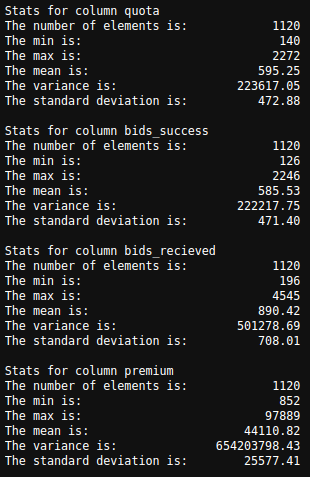 Stats for column quota
The number of elements is: 1120
The min is: 140
The max is: 2272
The mean is: 595.25
The variance is: 223617.05
The standard deviation is: 472.88
Stats for column bids_success
The number of elements is: 1120
The min is: 126
The max is: 2246
The mean is: 585.53
The variance is: 222217.75
The standard deviation is: 471.40
Stats for column bids_recieved
The number of elements is: 1120
The min is: 196
The max is: 4545
The mean is: 890.42
The variance is: 501278.69
The standard deviation is: 708.01
Stats for column premium
The number of elements is: 1120
The min is: 852
The max is: 97889
The mean is: 44110.82
The variance is: 654203798.43
The standard deviation is: 25577.41